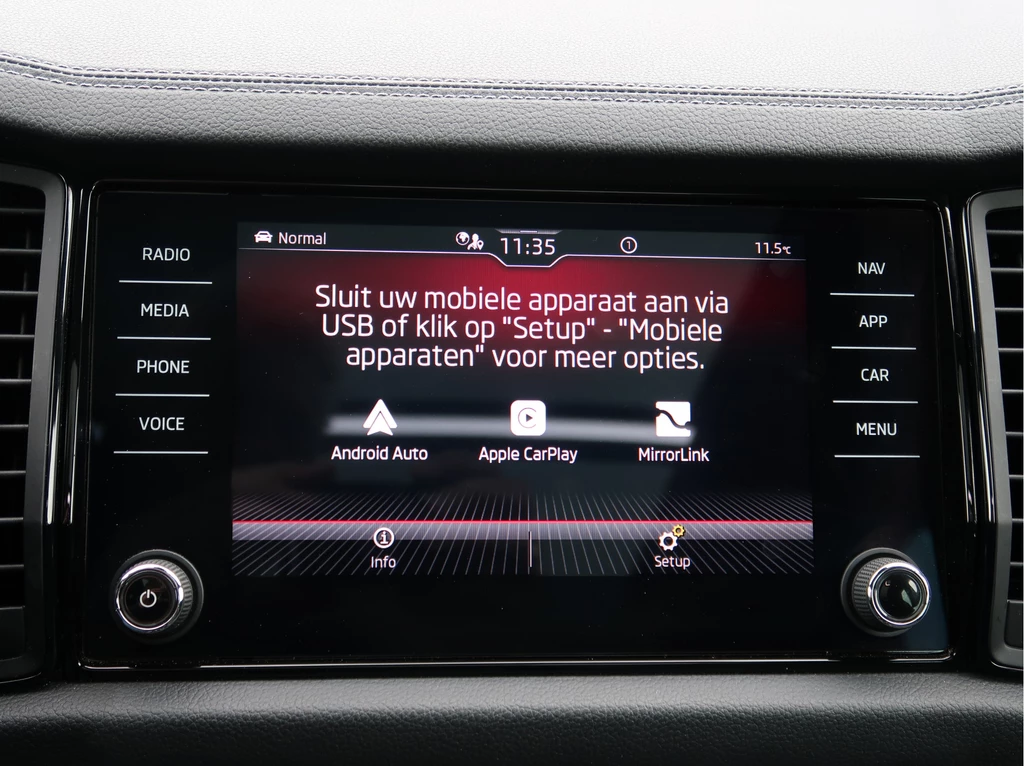 RADIO
MEDIA
PHONE
VOICE
Normal
11:35
1
11.5°C
Sluit uw mobiele apparaat aan via
USB of klik op "Setup" - "Mobiele
apparaten" voor meer opties.
Android Auto
Apple CarPlay
MirrorLink
Info
Setup
NAV
APP
CAR
MENU